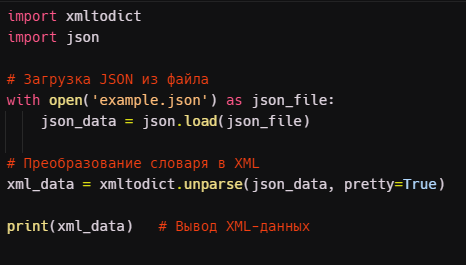 import xmltodict
import json
# Загрузка JSON из файла
with open('example.json') as json_file:
    json_data = json.load(json_file)
# Преобразование словаря в XML
xml_data = xmltodict.unparse(json_data, pretty=True)
print(xml_data)   # Вывод XML-данных